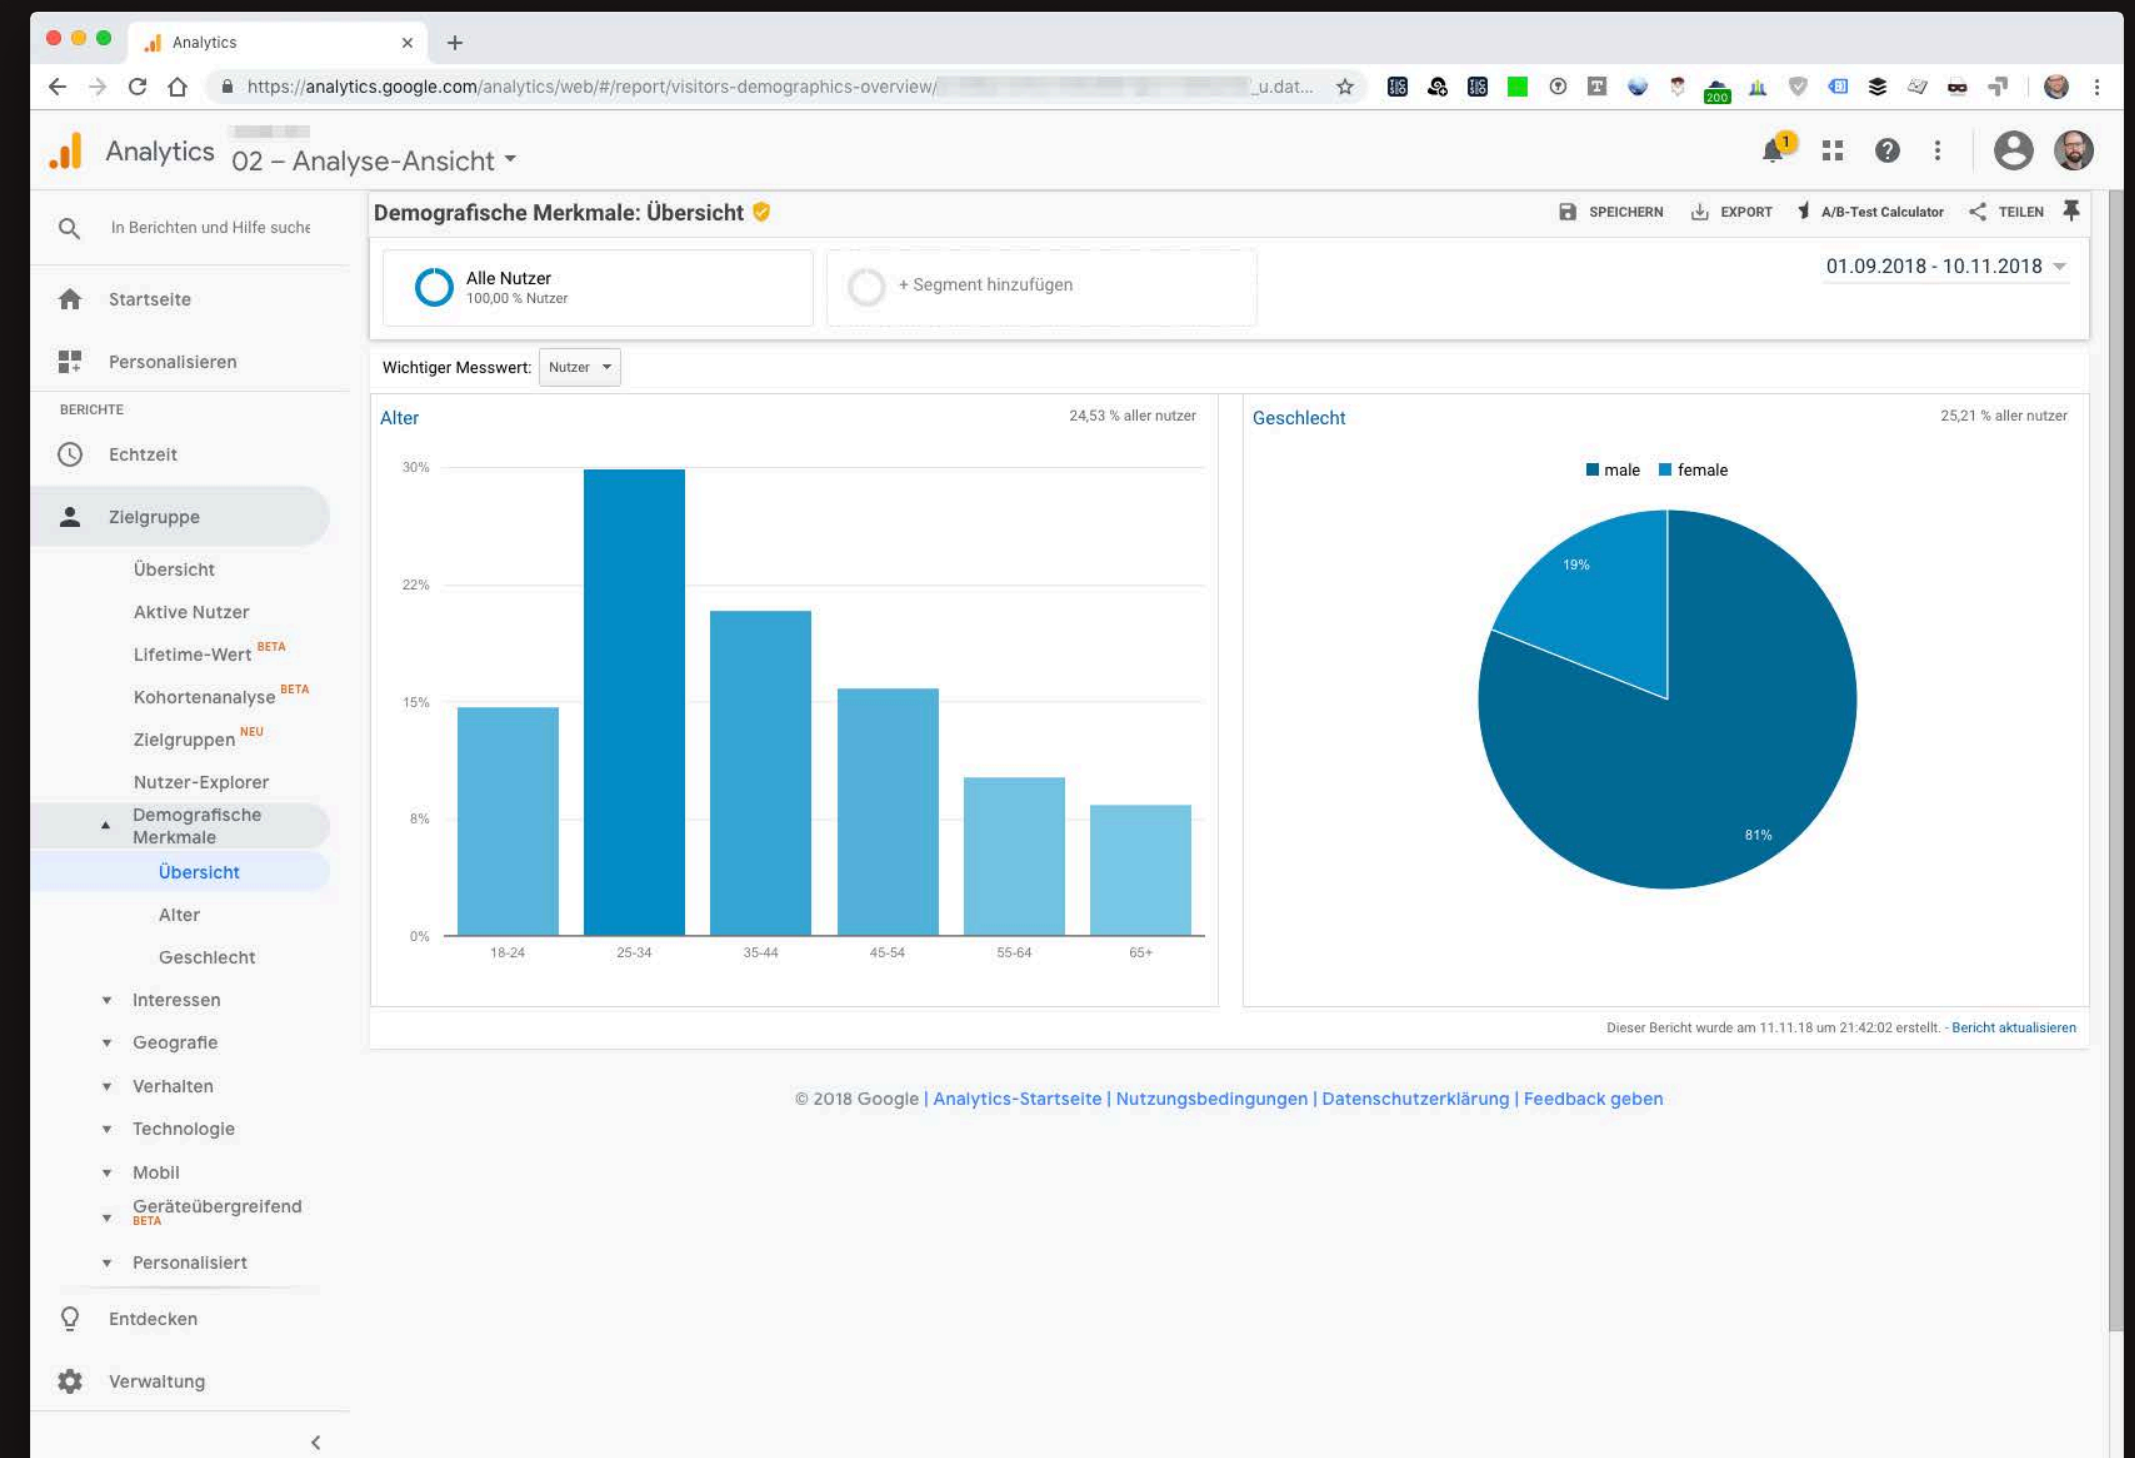 Analytics
https://analytics.google.com/analytics/web/#/report/visitors-demographics-overview/ _u.dat...
200
Analytics
02 – Analyse-Ansicht
1
In Berichten und Hilfe suche
Startseite
Personalisieren
BERICHTE
Echtzeit
Zielgruppe
Übersicht
Aktive Nutzer
Lifetime-Wert BETA
Kohortenanalyse BETA
Zielgruppen NEU
Nutzer-Explorer
Demografische
Merkmale
Übersicht
Alter
Geschlecht
Interessen
Geografie
Verhalten
Technologie
Mobil
Geräteübergreifend
BETA
Personalisiert
Entdecken
Verwaltung
Demografische Merkmale: Übersicht
SPEICHERN
EXPORT
A/B-Test Calculator
TEILEN
Alle Nutzer
100,00 % Nutzer
+ Segment hinzufügen
01.09.2018 - 10.11.2018
Wichtiger Messwert: Nutzer
Alter
24,53 % aller nutzer
30%
22%
15%
8%
0%
18-24 25-34 35-44 45-54 55-64 65+
Geschlecht
25,21 % aller nutzer
male female
19%
81%
Dieser Bericht wurde am 11.11.18 um 21:42:02 erstellt. - Bericht aktualisieren
© 2018 Google | Analytics-Startseite | Nutzungsbedingungen | Datenschutzerklärung | Feedback geben